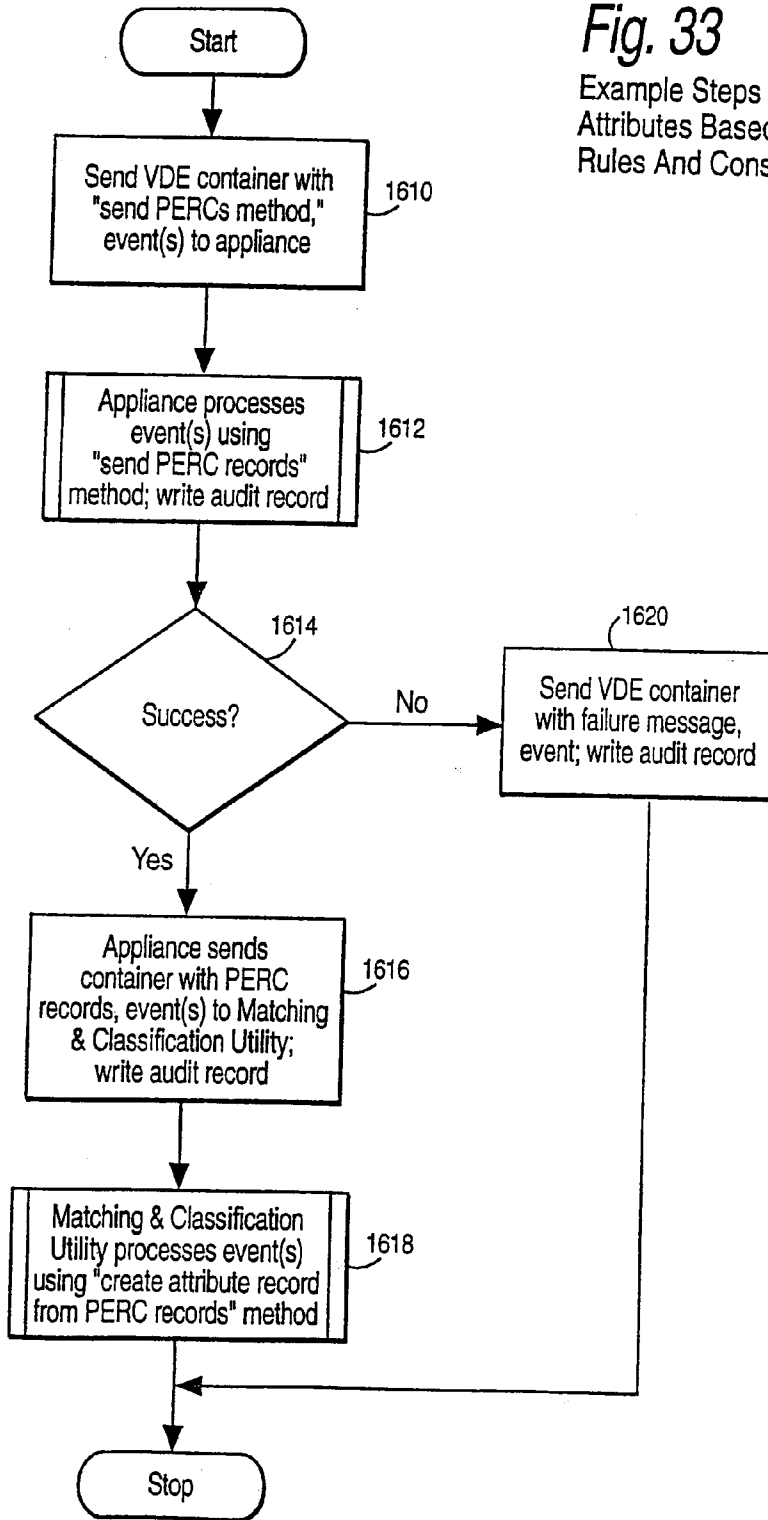 Fig. 33
Example Steps
Attributes Based
Rules And Cons
Start
Send VDE container with
"send PERCs method,"
event(s) to appliance
1610
Appliance processes
event(s) using
"send PERC records"
method; write audit record
1612
Success?
1614
No
Send VDE container
with failure message,
event; write audit record
1620
Yes
Appliance sends
container with PERC
records, event(s) to Matching
& Classification Utility;
write audit record
1616
Matching & Classification
Utility processes event(s)
using "create attribute record
from PERC records" method
1618
Stop